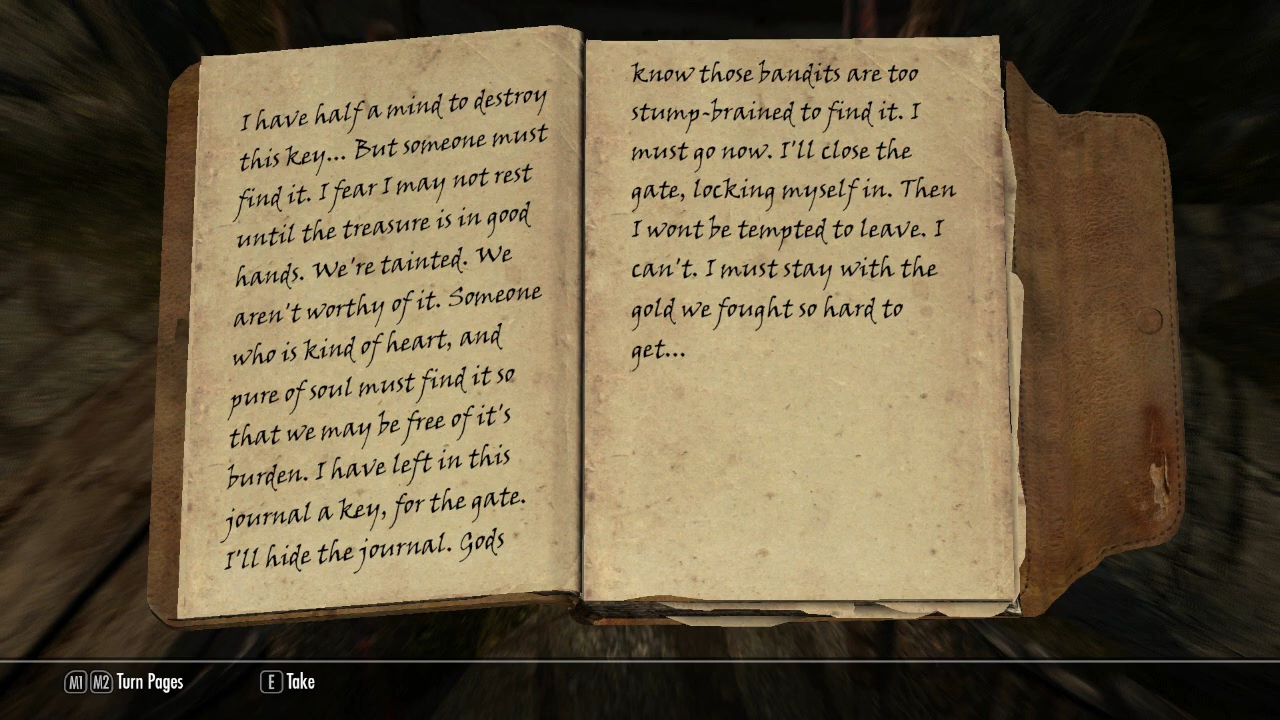 I have half a mind to destroy
this key... But someone must
find it. I fear I may not rest
until the treasure is in good
hands. We're tainted. We
aren't worthy of it. Someone
who is kind of heart, and
pure of soul must find it so
that we may be free of it's
burden. I have left in this
journal a key, for the gate.
I'll hide the journal. Gods
know those bandits are too
stump-brained to find it. I
must go now. I'll close the
gate, locking myself in. Then
I wont be tempted to leave. I
can't. I must stay with the
gold we fought so hard to
get...
M1 M2 Turn Pages
E Take